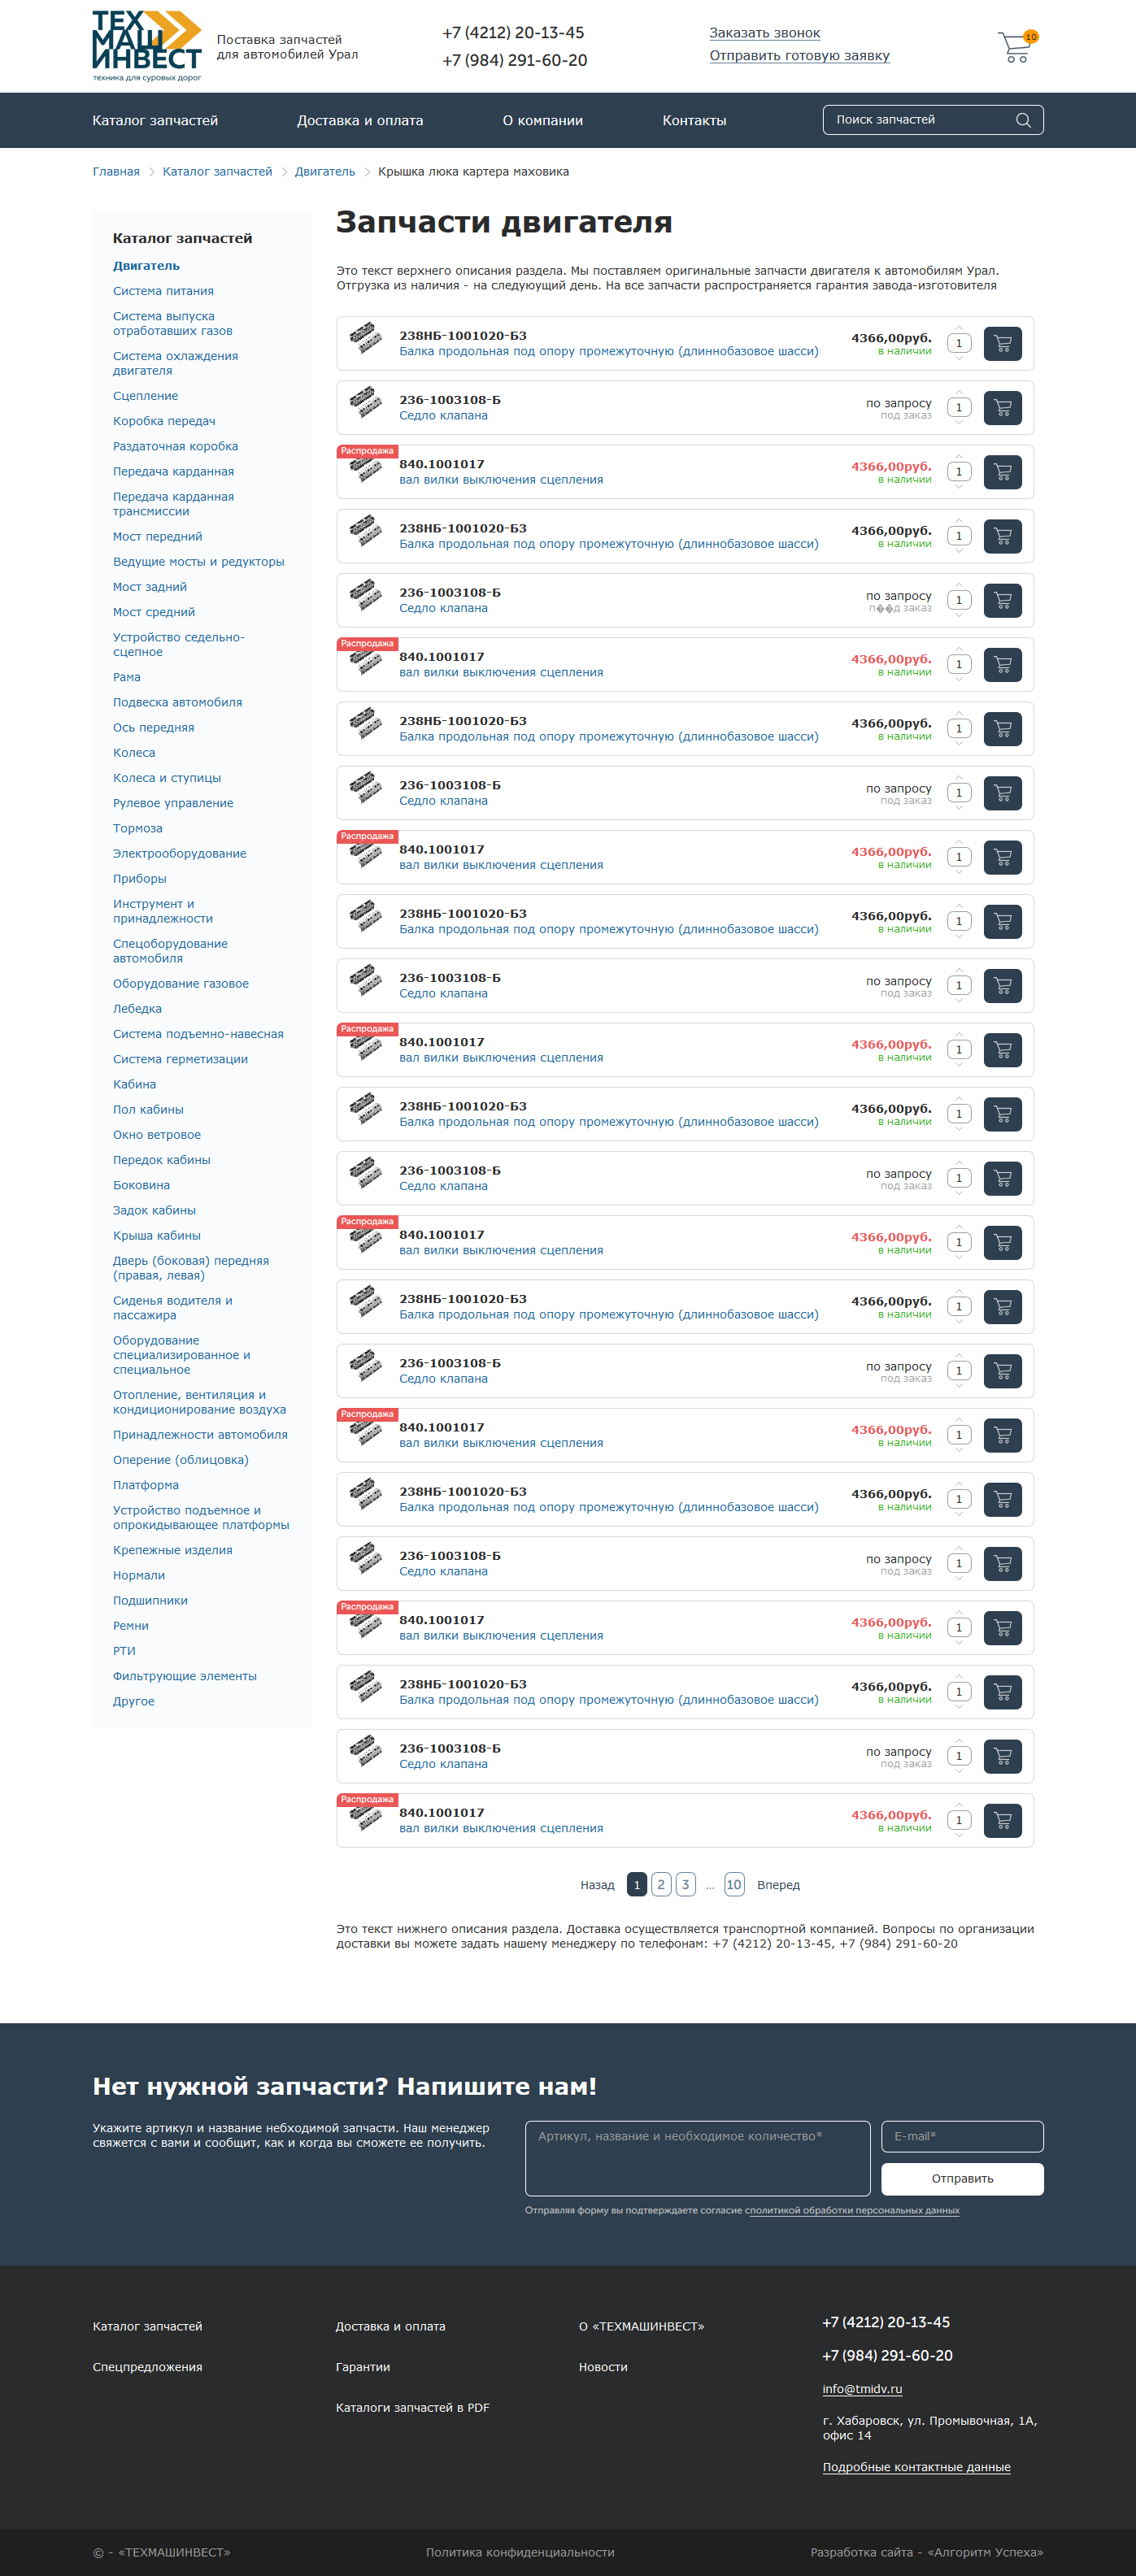 ТЕХ
МАШ
ИНВЕСТ
техника для суровых дорог
Поставка запчастей
для автомобилей Урал
+7 (4212) 20-13-45
+7 (984) 291-60-20
Заказать звонок
Отправить готовую заявку
10
Каталог запчастей
Доставка и оплата
О компании
Контакты
Поиск запчастей
Главная
Каталог запчастей
Двигатель
Крышка люка картера маховика
Каталог запчастей
Двигатель
Система питания
Система выпуска
отработавших газов
Система охлаждения
двигателя
Сцепление
Коробка передач
Раздаточная коробка
Передача карданная
Передача карданная
трансмиссии
Мост передний
Ведущие мосты и редукторы
Мост задний
Мост средний
Устройство седельно-
сцепное
Рама
Подвеска автомобиля
Ось передняя
Колеса
Колеса и ступицы
Рулевое управление
Тормоза
Электрооборудование
Приборы
Инструмент и
принадлежности
Спецоборудование
автомобиля
Оборудование газовое
Лебедка
Система подъемно-навесная
Система герметизации
Кабина
Пол кабины
Окно ветровое
Передок кабины
Боковина
Задок кабины
Крыша кабины
Дверь (боковая) передняя
(правая, левая)
Сиденья водителя и
пассажира
Оборудование
специализированное и
специальное
Отопление, вентиляция и
кондиционирование воздуха
Принадлежности автомобиля
Оперение (облицовка)
Платформа
Устройство подъемное и
опрокидывающее платформы
Крепежные изделия
Нормали
Подшипники
Ремни
РТИ
Фильтрующие элементы
Другое
Запчасти двигателя
Это текст верхнего описания раздела. Мы поставляем оригинальные запчасти двигателя к автомобилям Урал.
Отгрузка из наличия - на следуюущий день. На все запчасти распространяется гарантия завода-изготовителя
238НБ-1001020-Б3
Балка продольная под опору промежуточную (длиннобазовое шасси)
4366,00руб.
в наличии
1
236-1003108-Б
Седло клапана
по запросу
под заказ
1
Распродажа
840.1001017
вал вилки выключения сцепления
4366,00руб.
в наличии
1
238НБ-1001020-Б3
Балка продольная под опору промежуточную (длиннобазовое шасси)
4366,00руб.
в наличии
1
236-1003108-Б
Седло клапана
по запросу
п��д заказ
1
Распродажа
840.1001017
вал вилки выключения сцепления
4366,00руб.
в наличии
1
238НБ-1001020-Б3
Балка продольная под опору промежуточную (длиннобазовое шасси)
4366,00руб.
в наличии
1
236-1003108-Б
Седло клапана
по запросу
под заказ
1
Распродажа
840.1001017
вал вилки выключения сцепления
4366,00руб.
в наличии
1
238НБ-1001020-Б3
Балка продольная под опору промежуточную (длиннобазовое шасси)
4366,00руб.
в наличии
1
236-1003108-Б
Седло клапана
по запросу
под заказ
1
Распродажа
840.1001017
вал вилки выключения сцепления
4366,00руб.
в наличии
1
238НБ-1001020-Б3
Балка продольная под опору промежуточную (длиннобазовое шасси)
4366,00руб.
в наличии
1
236-1003108-Б
Седло клапана
по запросу
под заказ
1
Распродажа
840.1001017
вал вилки выключения сцепления
4366,00руб.
в наличии
1
238НБ-1001020-Б3
Балка продольная под опору промежуточную (длиннобазовое шасси)
4366,00руб.
в наличии
1
236-1003108-Б
Седло клапана
по запросу
под заказ
1
Распродажа
840.1001017
вал вилки выключения сцепления
4366,00руб.
в наличии
1
238НБ-1001020-Б3
Балка продольная под опору промежуточную (длиннобазовое шасси)
4366,00руб.
в наличии
1
236-1003108-Б
Седло клапана
по запросу
под заказ
1
Распродажа
840.1001017
вал вилки выключения сцепления
4366,00руб.
в наличии
1
238НБ-1001020-Б3
Балка продольная под опору промежуточную (длиннобазовое шасси)
4366,00руб.
в наличии
1
236-1003108-Б
Седло клапана
по запросу
под заказ
1
Распродажа
840.1001017
вал вилки выключения сцепления
4366,00руб.
в наличии
1
Назад 1 2 3 ... 10 Вперед
Это текст нижнего описания раздела. Доставка осуществляется транспортной компанией. Вопросы по организации
доставки вы можете задать нашему менеджеру по телефонам: +7 (4212) 20-13-45, +7 (984) 291-60-20
Нет нужной запчасти? Напишите нам!
Укажите артикул и название небходимой запчасти. Наш менеджер
свяжется с вами и сообщит, как и когда вы сможете ее получить.
Артикул, название и необходимое количество*
E-mail*
Отправить
Отправляя форму вы подтверждаете согласие сполитикой обработки персональных данных
Каталог запчастей
Спецпредложения
Доставка и оплата
Гарантии
Каталоги запчастей в PDF
О «ТЕХМАШИНВЕСТ»
Новости
+7 (4212) 20-13-45
+7 (984) 291-60-20
info@tmidv.ru
г. Хабаровск, ул. Промывочная, 1А,
офис 14
Подробные контактные данные
© - «ТЕХМАШИНВЕСТ»
Политика конфиденциальности
Разработка сайта - «Алгоритм Успеха»